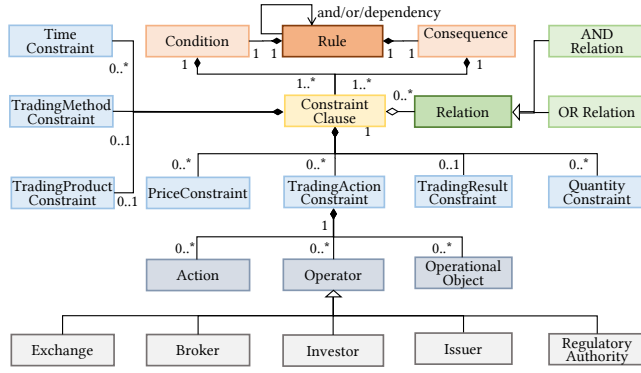 and/or/dependency
Time
Constraint
Condition
Rule
Consequence
AND
Relation
1
1
1
1
0..*
1
1
1..*
1..*
TradingMethod
Constraint
Constraint
Clause
0..*
Relation
OR Relation
0..1
1
TradingProduct
Constraint
0..1
0..*
0..*
0..1
0..*
PriceConstraint
TradingAction
Constraint
TradingResult
Constraint
Quantity
Constraint
1
0..*
0..*
0..*
Action
Operator
Operational
Object
Exchange
Broker
Investor
Issuer
Regulatory
Authority